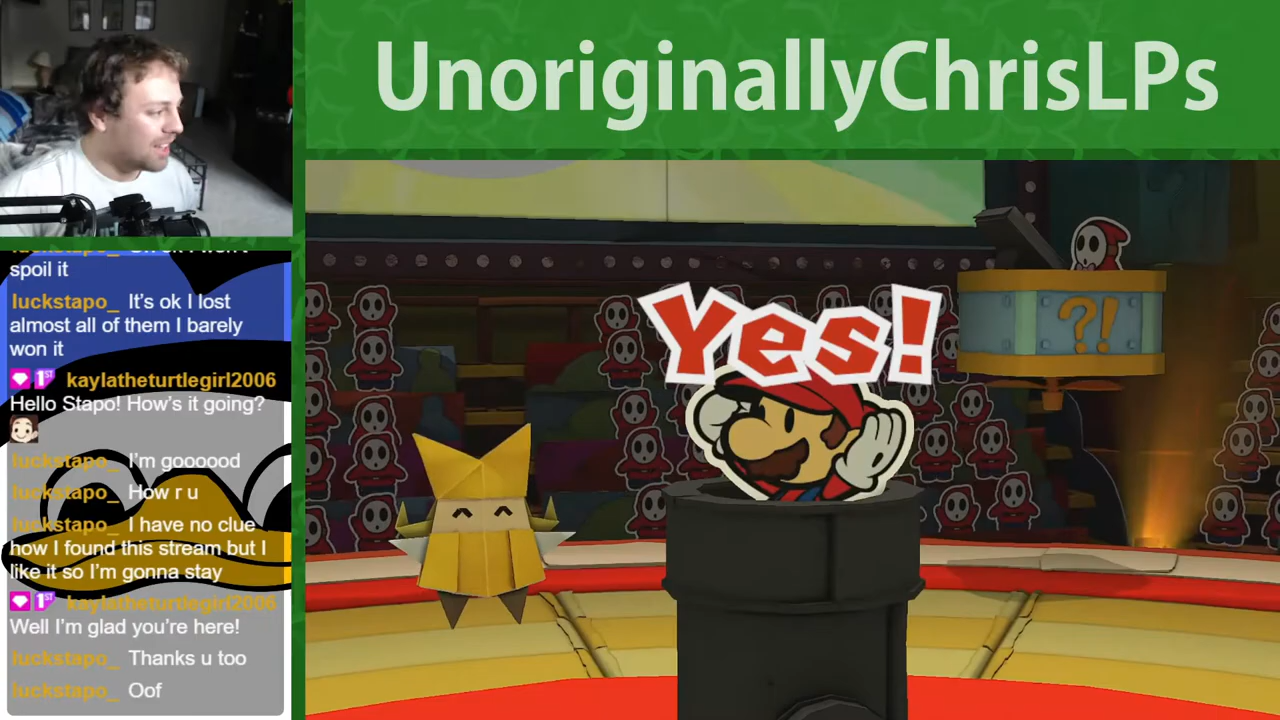 UnoriginallyChrisLPs
spoil it
luckstapo_ It's ok I lost
almost all of them I barely
won it
1ST kaylatheturtlegirl2006
Hello Stapo! How's it going?
luckstapo_ I'm goooood
luckstapo_ How r u
luckstapo_ I have no clue
how I found this stream but I
like it so I'm gonna stay
1ST kaylatheturtlegirl2006
Well I'm glad you're here!
luckstapo_ Thanks u too
luckstapo_ Oof
Yes!
?!